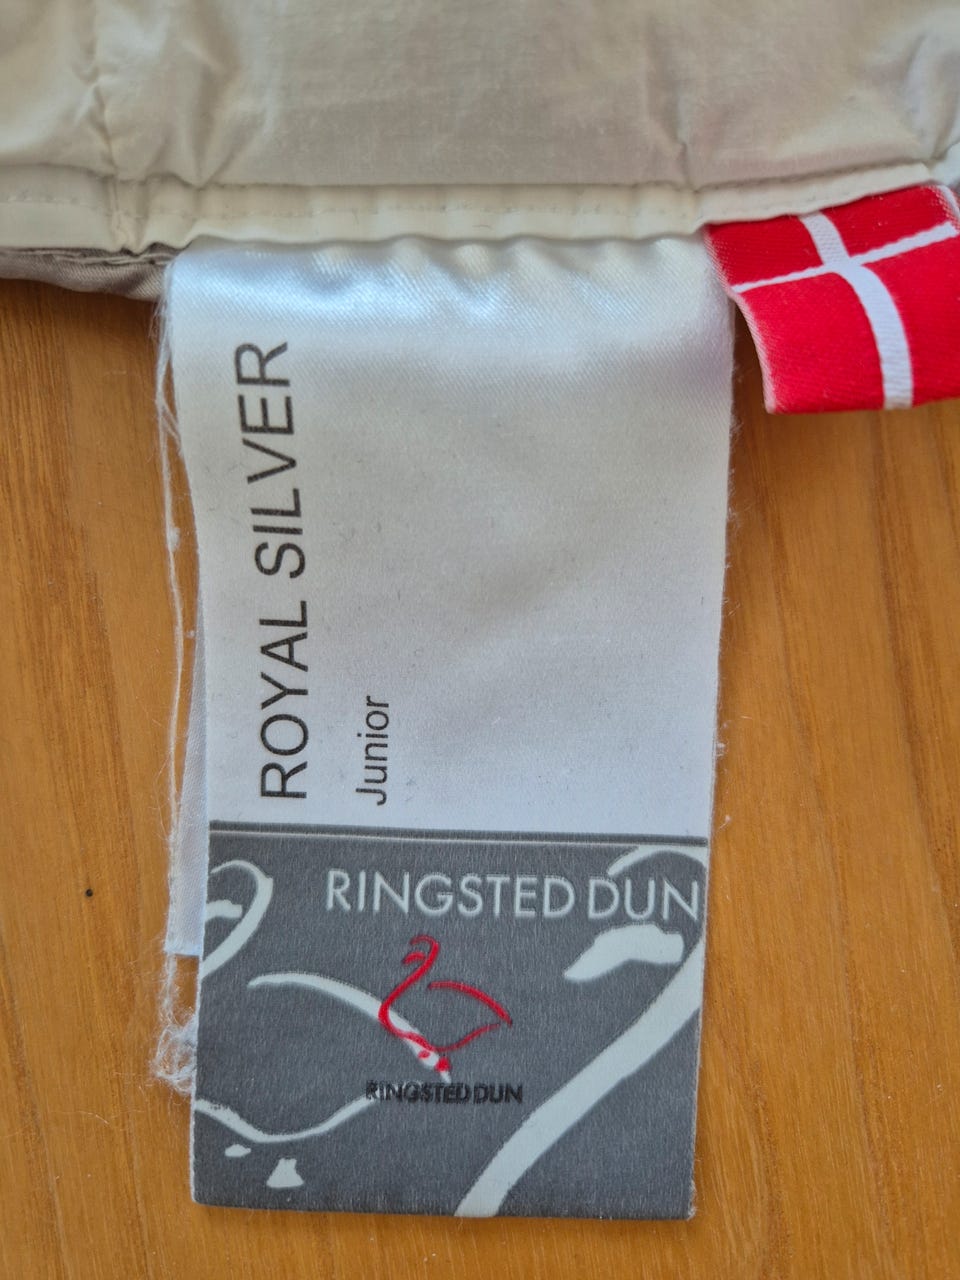 ROYAL SILVER
Junior
RINGSTED DUN
RINGSTED DUN